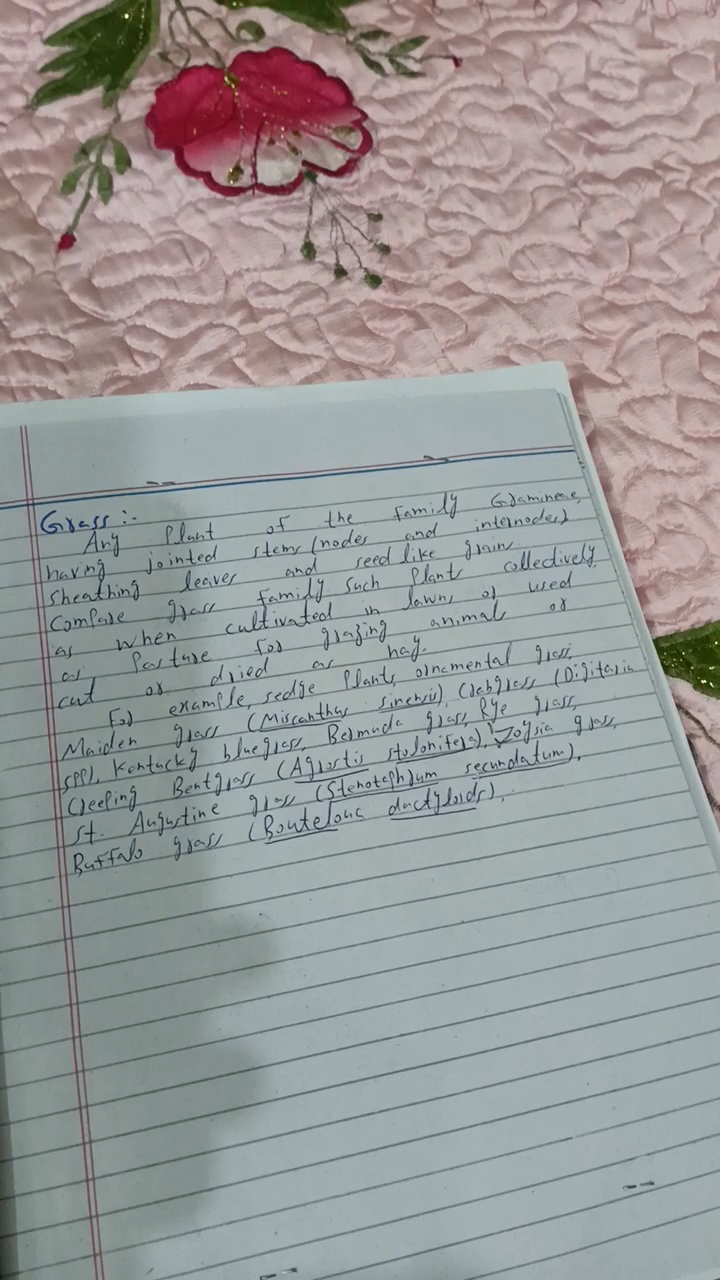 Grass :-
Any Plant of the family Gramineae,
having jointed stems (nodes and internodes)
sheathing leaves and seed like grain.
Compare grass family such plants collectively
as when cultivated in lawns or used
as Pasture for grazing animal or
cut or dried as hay.
For example, sedge plants, ornamental grass,
Maiden grass (Miscanthus sinensis), Crabgrass (Digitaria
spp), Kentucky bluegrass, Bermuda grass, Rye grass,
Creeping Bentgrass (Agrostis stolonifera), Zoysia grass,
St. Augustine grass (Stenotaphrum secundatum),
Buffalo grass (Bouteloua dactyloids).